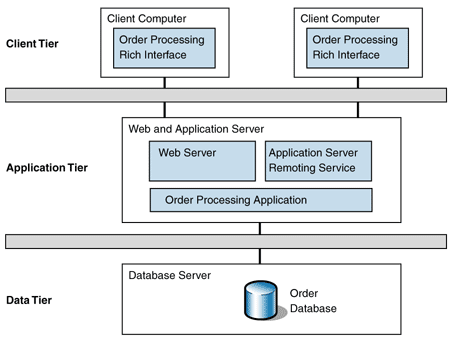 Client Computer
Client Computer
Client Tier
Order Processing
Rich Interface
Order Processing
Rich Interface
Web and Application Server
Web Server
Application Server
Remoting Service
Application Tier
Order Processing Application
Database Server
Data Tier
Order
Database